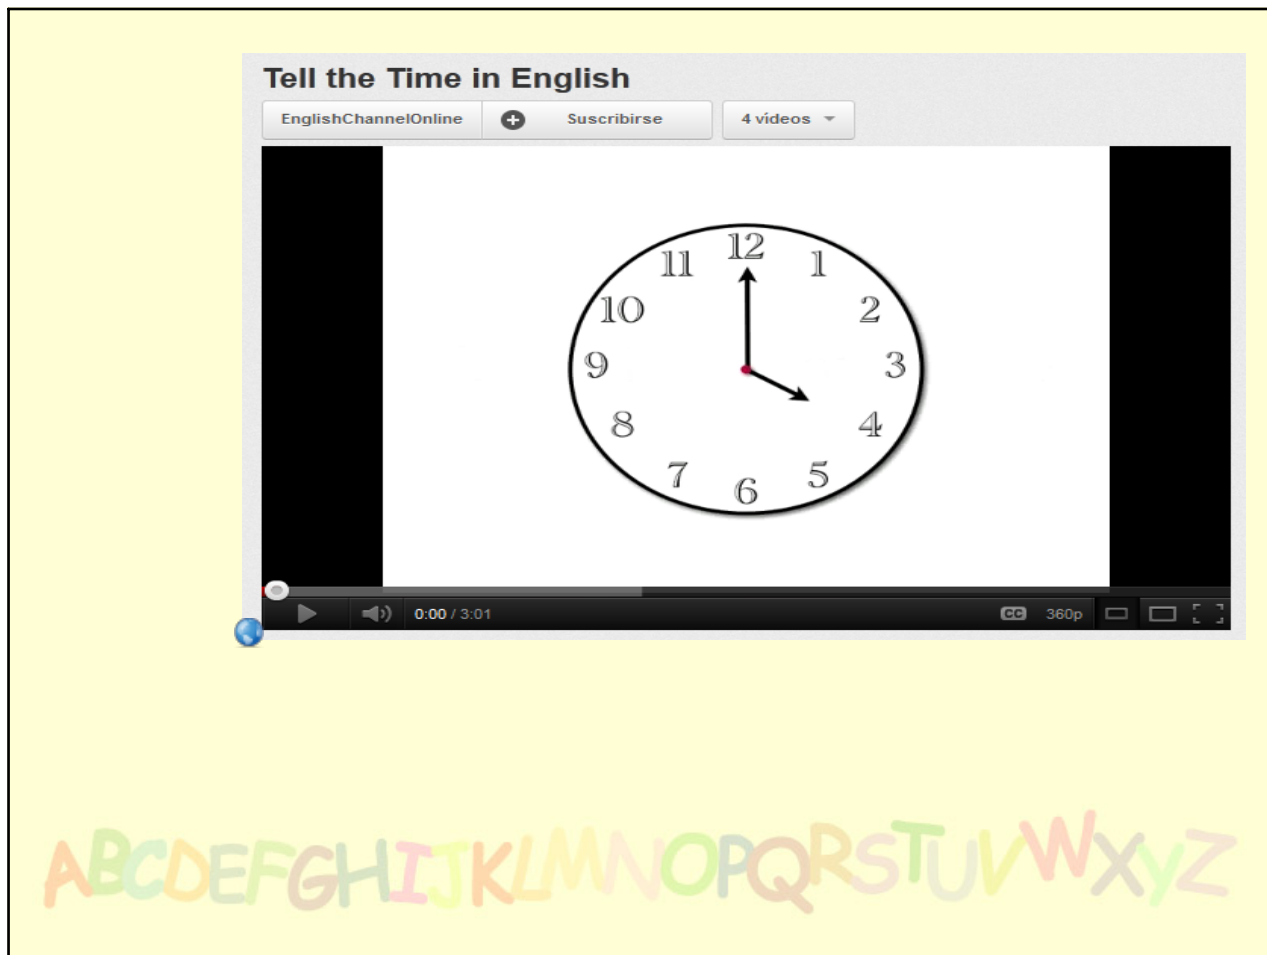 Tell the Time in English
EnglishChannelOnline Suscribirse 4 vídeos
12
11 1
10 2
9 3
8 4
7 5
6
0:00 / 3:01 CC 360p
ABCDEFGHIJKLMNOPQRSTUVWXyZ